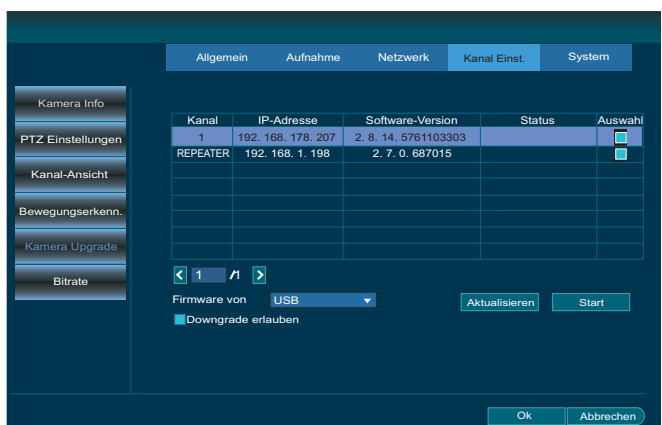 Allgemein Aufnahme Netzwerk Kanal Einst. System
Kamera Info
PTZ Einstellungen
Kanal-Ansicht
Bewegungserkenn.
Kamera Upgrade
Bitrate
Kanal IP-Adresse Software-Version Status Auswahl
1 192. 168. 178. 207 2. 8. 14. 5761103303
REPEATER 192. 168. 1. 198 2. 7. 0. 687015
< 1 /1 >
Firmware von USB Aktualisieren Start
Downgrade erlauben
Ok Abbrechen